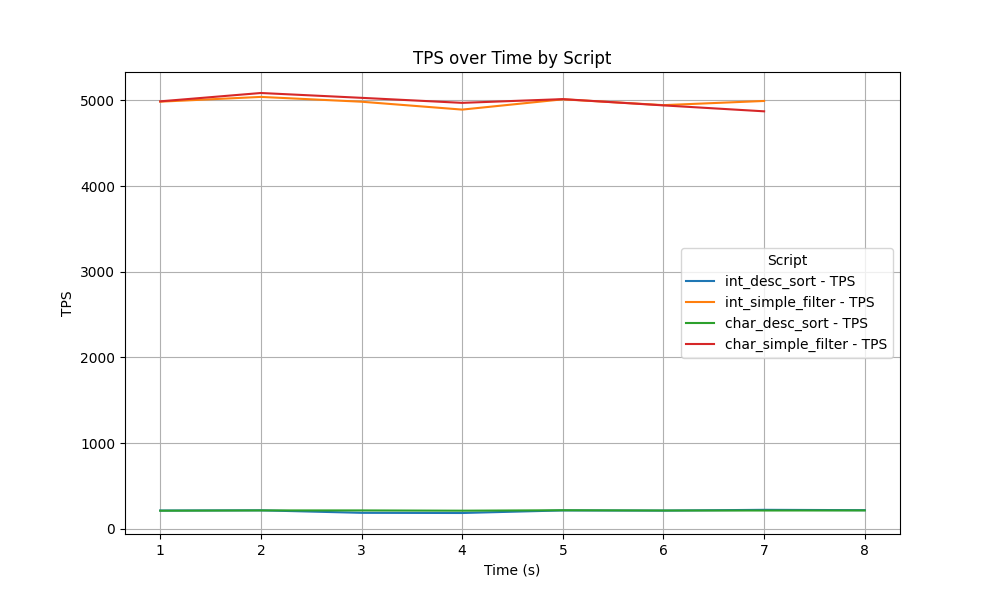 TPS over Time by Script
TPS
5000
4000
3000
2000
1000
0
Script
int_desc_sort - TPS
int_simple_filter - TPS
char_desc_sort - TPS
char_simple_filter - TPS
1 2 3 4 5 6 7 8
Time (s)